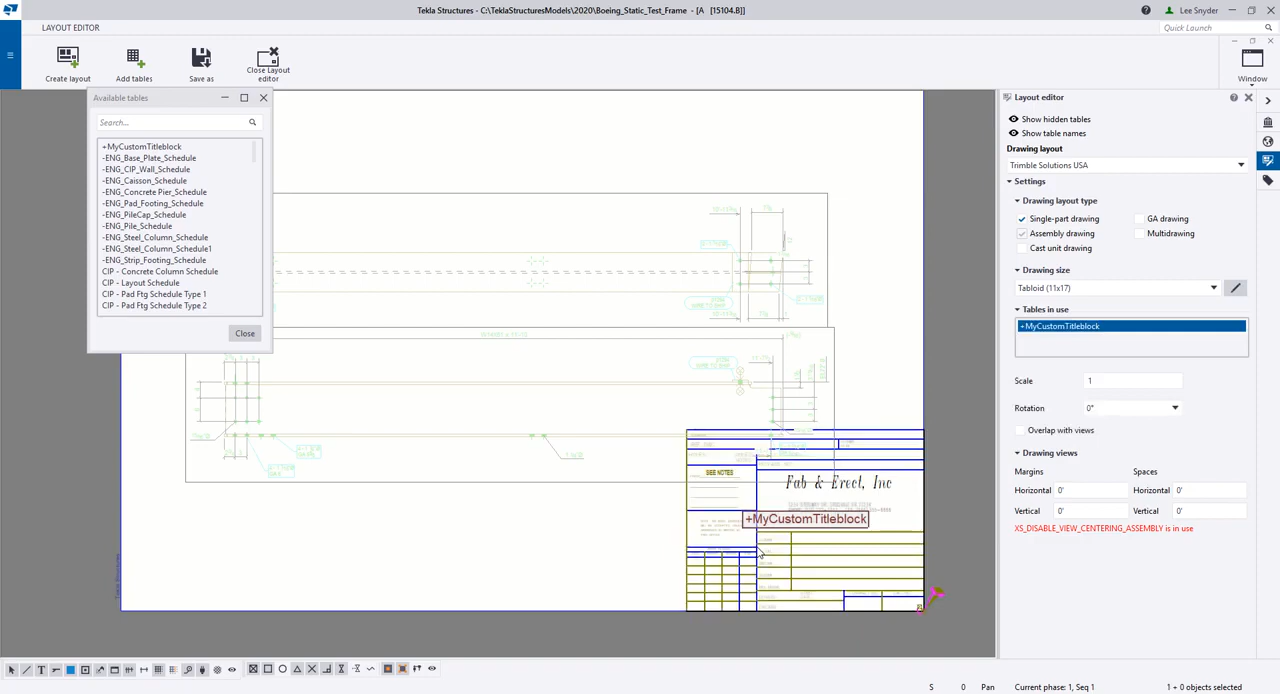 Tekla Structures - C:\TeklaStructuresModels\2020\Boeing_Static_Test_Frame - [A [15104.B]]
Lee Snyder
LAYOUT EDITOR
Quick Launch
Create layout
Add tables
Save as
Close Layout editor
Window
Available tables
Search...
+MyCustomTitleblock
-ENG_Base_Plate_Schedule
-ENG_CIP_Wall_Schedule
-ENG_Caisson_Schedule
-ENG_Concrete Pier_Schedule
-ENG_Pad_Footing_Schedule
-ENG_PileCap_Schedule
-ENG_Pile_Schedule
-ENG_Steel_Column_Schedule
-ENG_Steel_Column_Schedule1
-ENG_Strip_Footing_Schedule
CIP - Concrete Column Schedule
CIP - Layout Schedule
CIP - Pad Ftg Schedule Type 1
CIP - Pad Ftg Schedule Type 2
Close
SEE NOTES
Fab & Erect, Inc
+MyCustomTitleblock
Tekla Structures
Layout editor
Show hidden tables
Show table names
Drawing layout
Trimble Solutions USA
Settings
Drawing layout type
Single-part drawing
GA drawing
Assembly drawing
Multidrawing
Cast unit drawing
Drawing size
Tabloid (11x17)
Tables in use
+MyCustomTitleblock
Scale
1
Rotation
0°
Overlap with views
Drawing views
Margins
Spaces
Horizontal 0'
Horizontal 0'
Vertical 0'
Vertical 0'
XS_DISABLE_VIEW_CENTERING_ASSEMBLY is in use
S 0 Pan Current phase: 1, Seq 1 1 + 0 objects selected